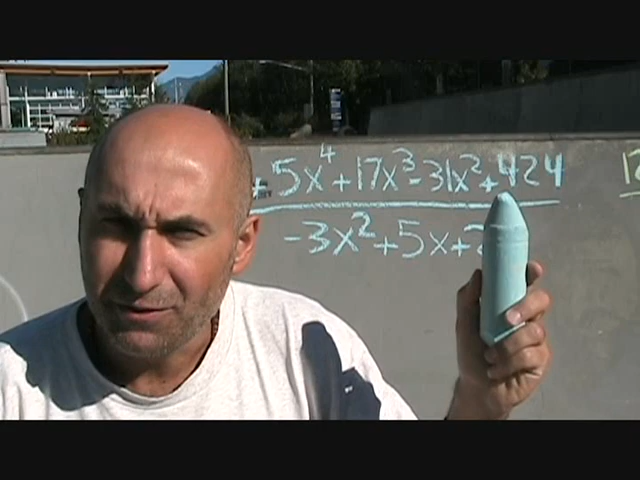 + 5x⁴ + 17x³ - 31x² + 424
-3x² + 5x +